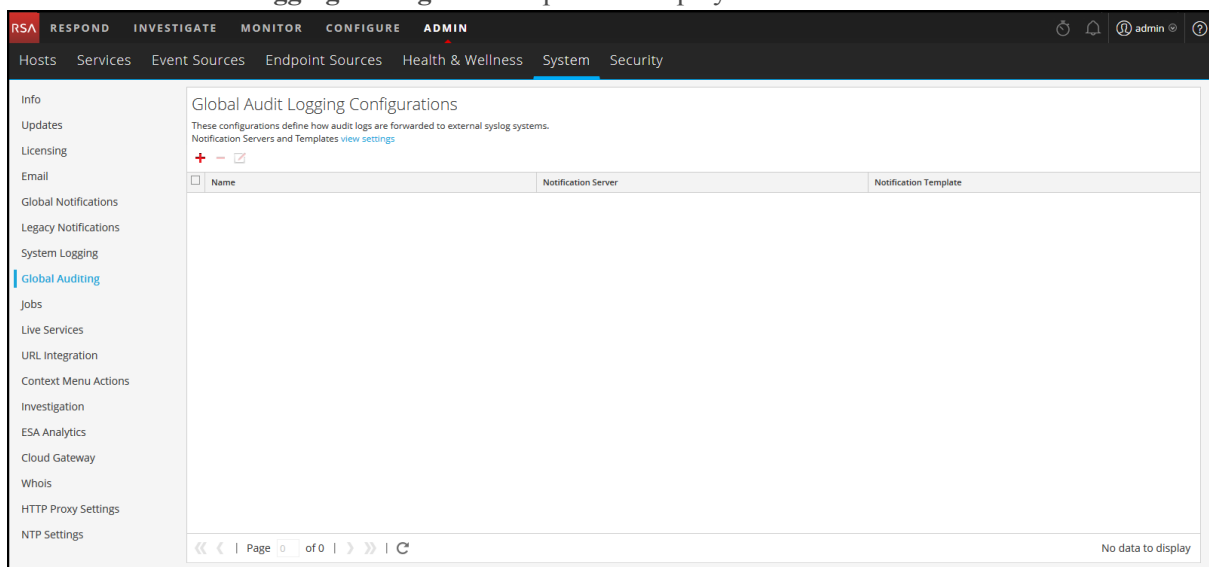 RSA RESPOND INVESTIGATE MONITOR CONFIGURE ADMIN admin
Hosts Services Event Sources Endpoint Sources Health & Wellness System Security
Info
Updates
Licensing
Email
Global Notifications
Legacy Notifications
System Logging
Global Auditing
Jobs
Live Services
URL Integration
Context Menu Actions
Investigation
ESA Analytics
Cloud Gateway
Whois
HTTP Proxy Settings
NTP Settings
Global Audit Logging Configurations
These configurations define how audit logs are forwarded to external syslog systems.
Notification Servers and Templates view settings
Name Notification Server Notification Template
Page 0 of 0 No data to display